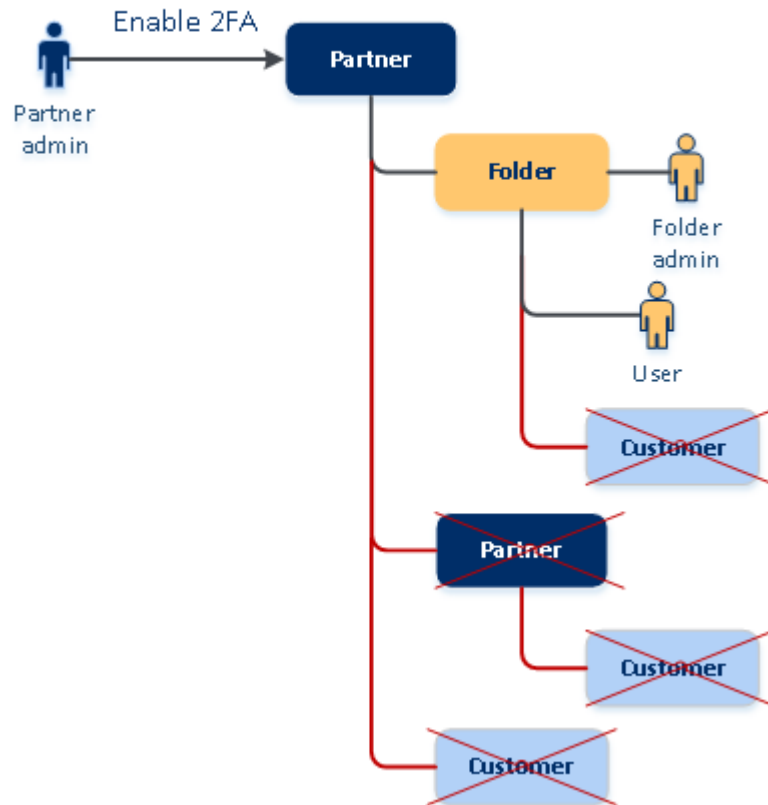 Enable 2FA
Partner
Partner
admin
Folder
Folder
admin
User
Customer
Partner
Customer
Customer